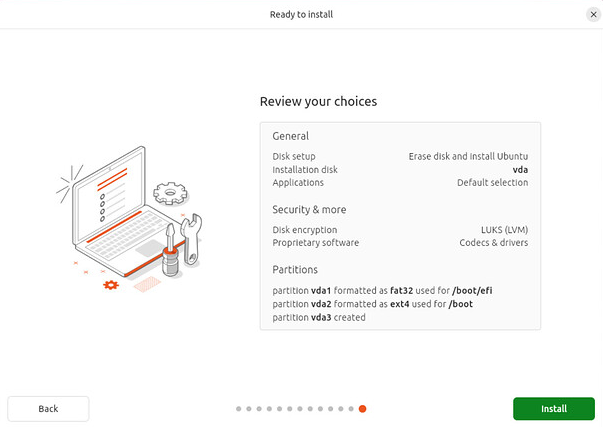 Ready to install
Review your choices
General
Disk setup Erase disk and install Ubuntu
Installation disk vda
Applications Default selection
Security & more
Disk encryption LUKS (LVM)
Proprietary software Codecs & drivers
Partitions
partition vda1 formatted as fat32 used for /boot/efi
partition vda2 formatted as ext4 used for /boot
partition vda3 created
Back Install